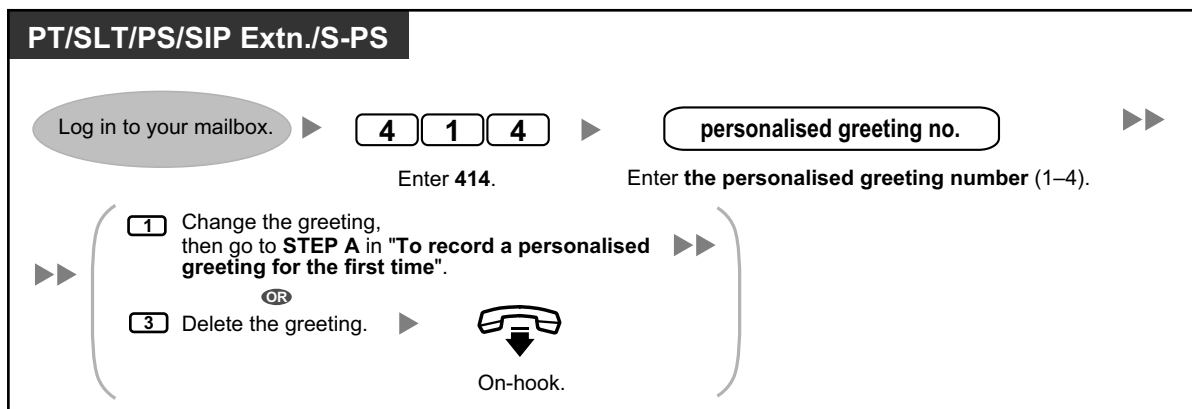 PT/SLT/PS/SIP Extn./S-PS
Log in to your mailbox.
4 1 4
personalised greeting no.
Enter 414.
Enter the personalised greeting number (1–4).
1 Change the greeting,
then go to STEP A in "To record a personalised
greeting for the first time".
OR
3 Delete the greeting.
On-hook.